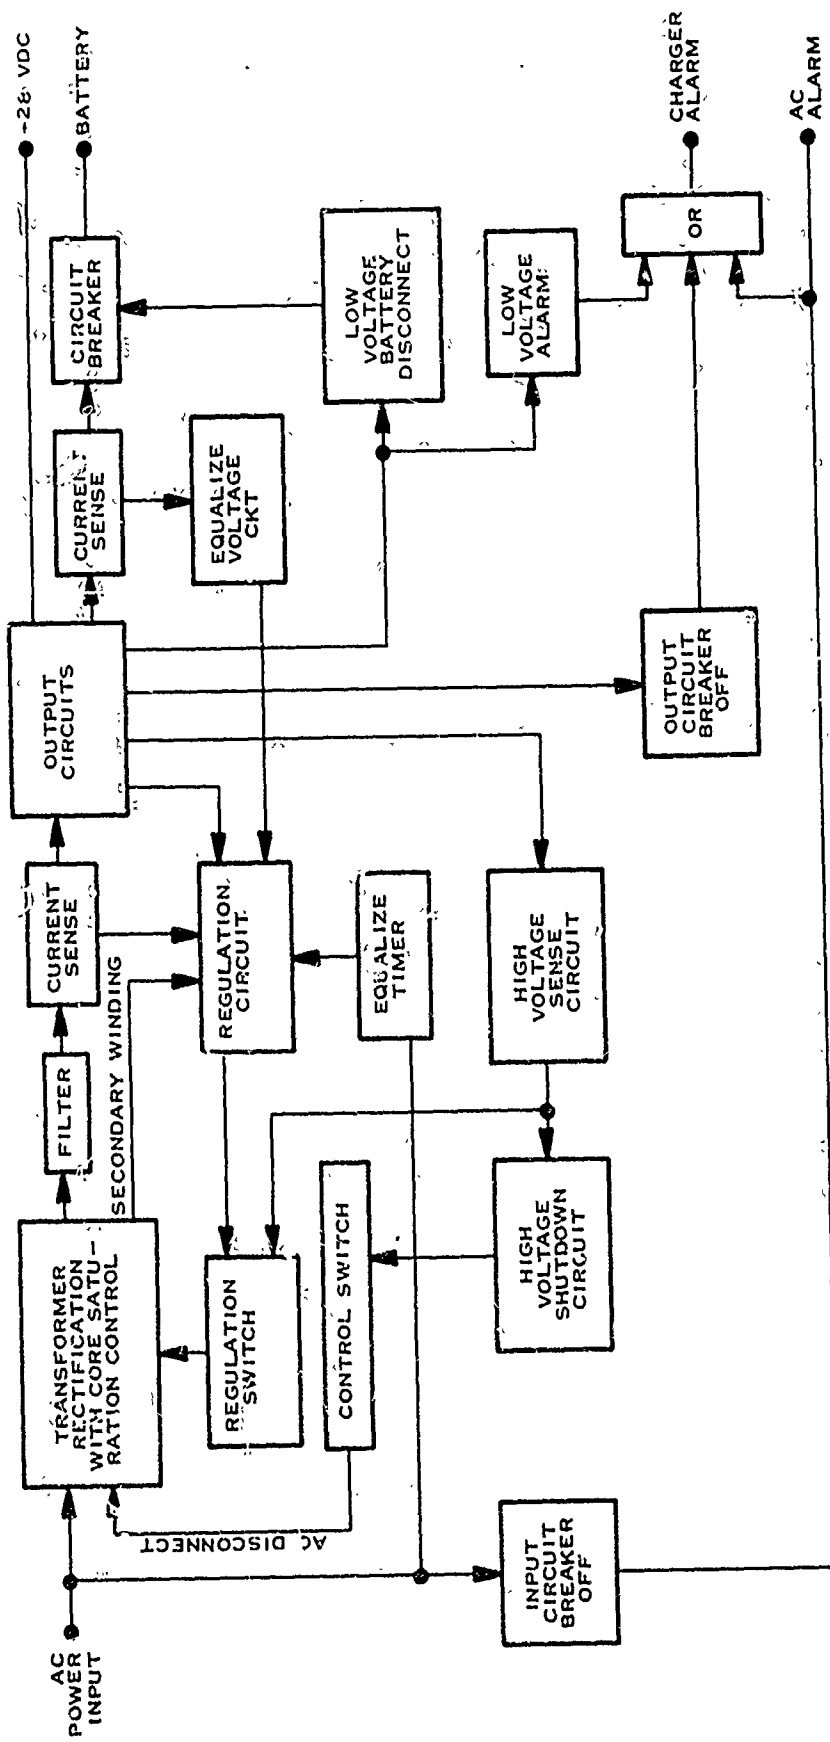 AC
POWER
INPUT
TRANSFORMER
RECTIFICATION
WITH CORE SATU-
RATION CONTROL
FILTER
CURRENT
SENSE
OUTPUT
CIRCUITS
CURRENT
SENSE
CIRCUIT
BREAKER
-28 VDC
BATTERY
SECONDARY WINDING
EQUALIZE
VOLTAGE
CKT
REGULATION
SWITCH
REGULATION
CIRCUIT
AC DISCONNECT
CONTROL SWITCH
EQUALIZE
TIMER
LOW
VOLTAGE
BATTERY
DISCONNECT
INPUT
CIRCUIT
BREAKER
OFF
HIGH
VOLTAGE
SHUTDOWN
CIRCUIT
HIGH
VOLTAGE
SENSE
CIRCUIT
LOW
VOLTAGE
ALARM
OUTPUT
CIRCUIT
BREAKER
OFF
OR
CHARGER
ALARM
AC
ALARM